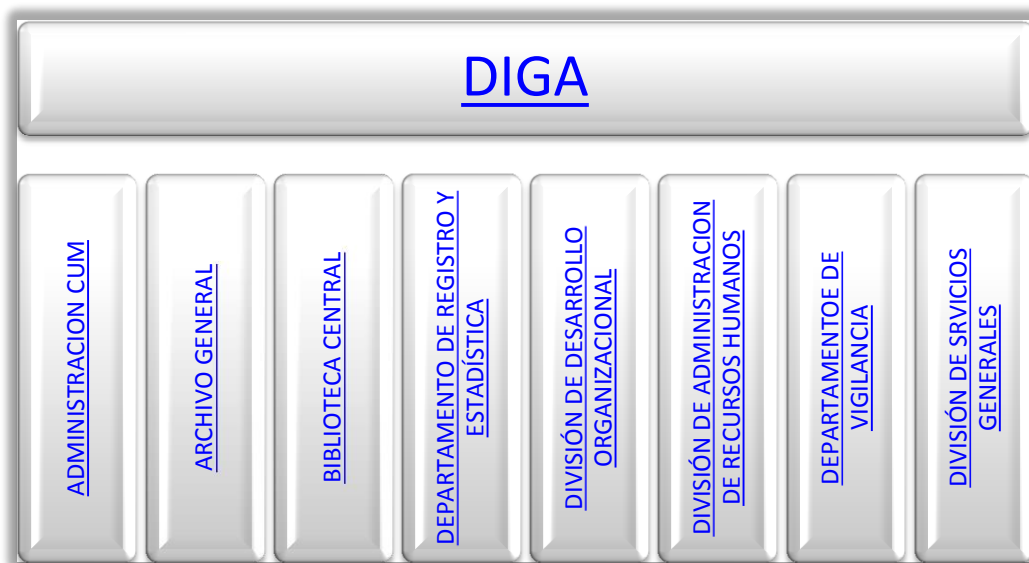 DIGA
ADMINISTRACION CUM
ARCHIVO GENERAL
BIBLIOTECA CENTRAL
DEPARTAMENTO DE REGISTRO Y
ESTADÍSTICA
DIVISIÓN DE DESARROLLO
ORGANIZACIONAL
DIVISIÓN DE ADMINISTRACION
DE RECURSOS HUMANOS
DEPARTAMENTOE DE
VIGILANCIA
DIVISIÓN DE SRVICIOS
GENERALES